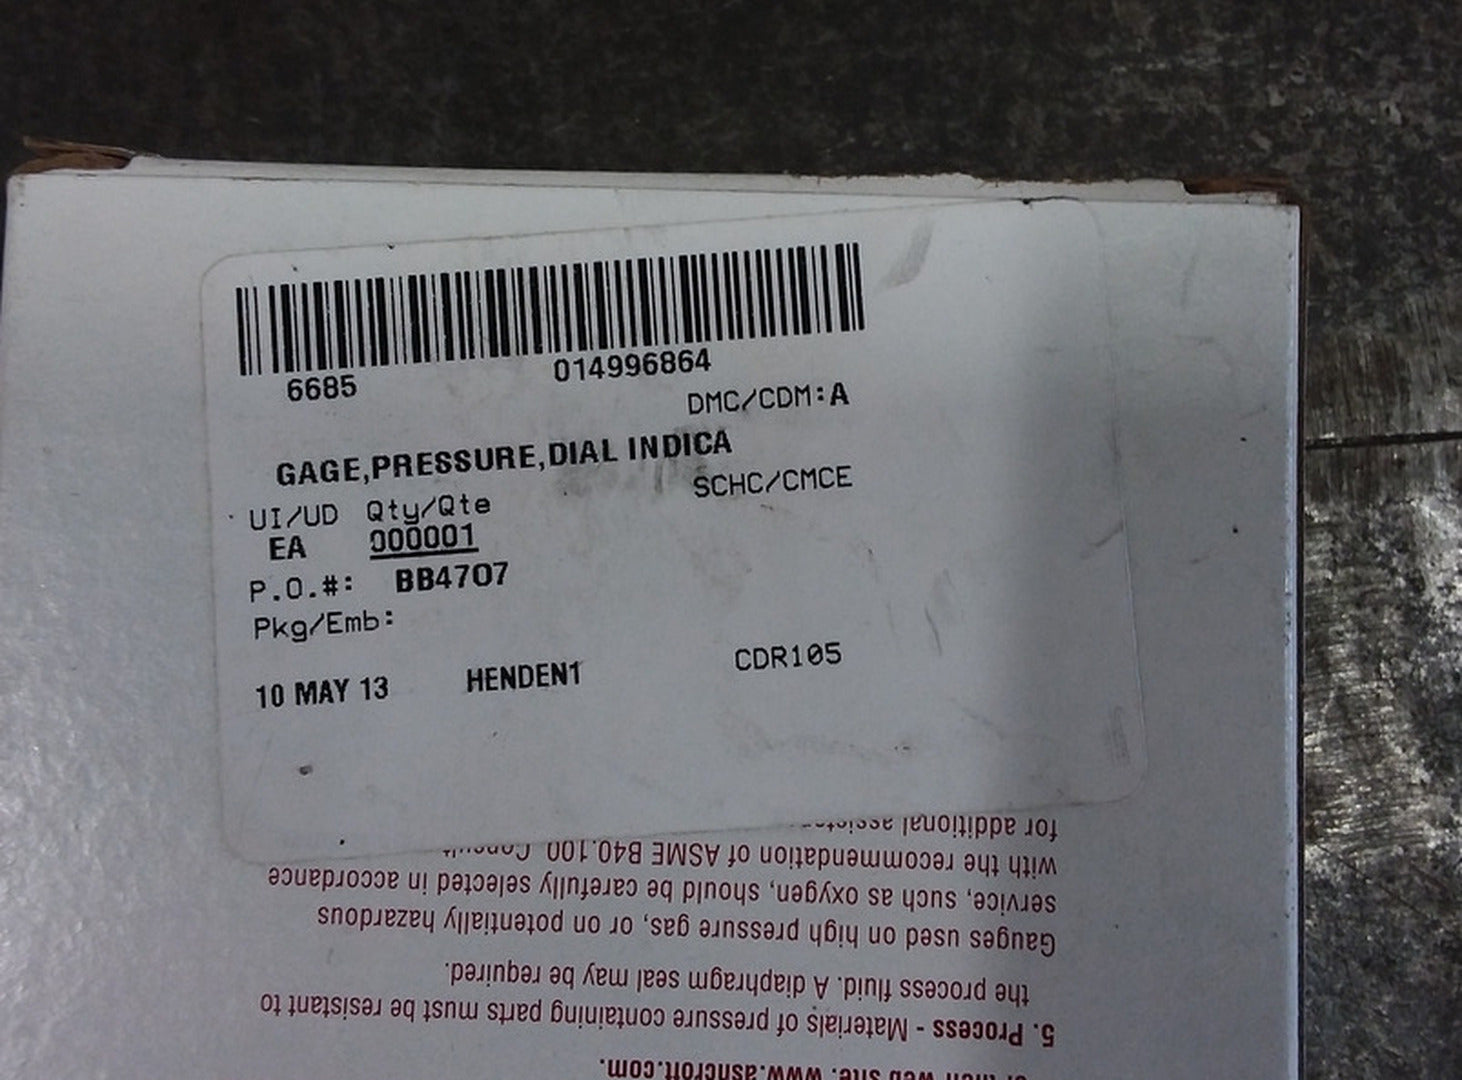 6685 014996864
DMC/CDM:A
GAGE,PRESSURE,DIAL INDICA
SCHC/CMCE
UI/UD Qty/Qte
EA 000001
P.O.#: BB4707
Pkg/Emb:
10 MAY 13 HENDEN1 CDR105
web site: www.ashcroft.com.
5. Process - Materials of pressure containing parts must be resistant to
the process fluid. A diaphragm seal may be required.
Gauges used on high pressure gas, or on potentially hazardous
service, such as oxygen, should be carefully selected in accordance
with the recommendation of ASME B40.100. Consult
for additional